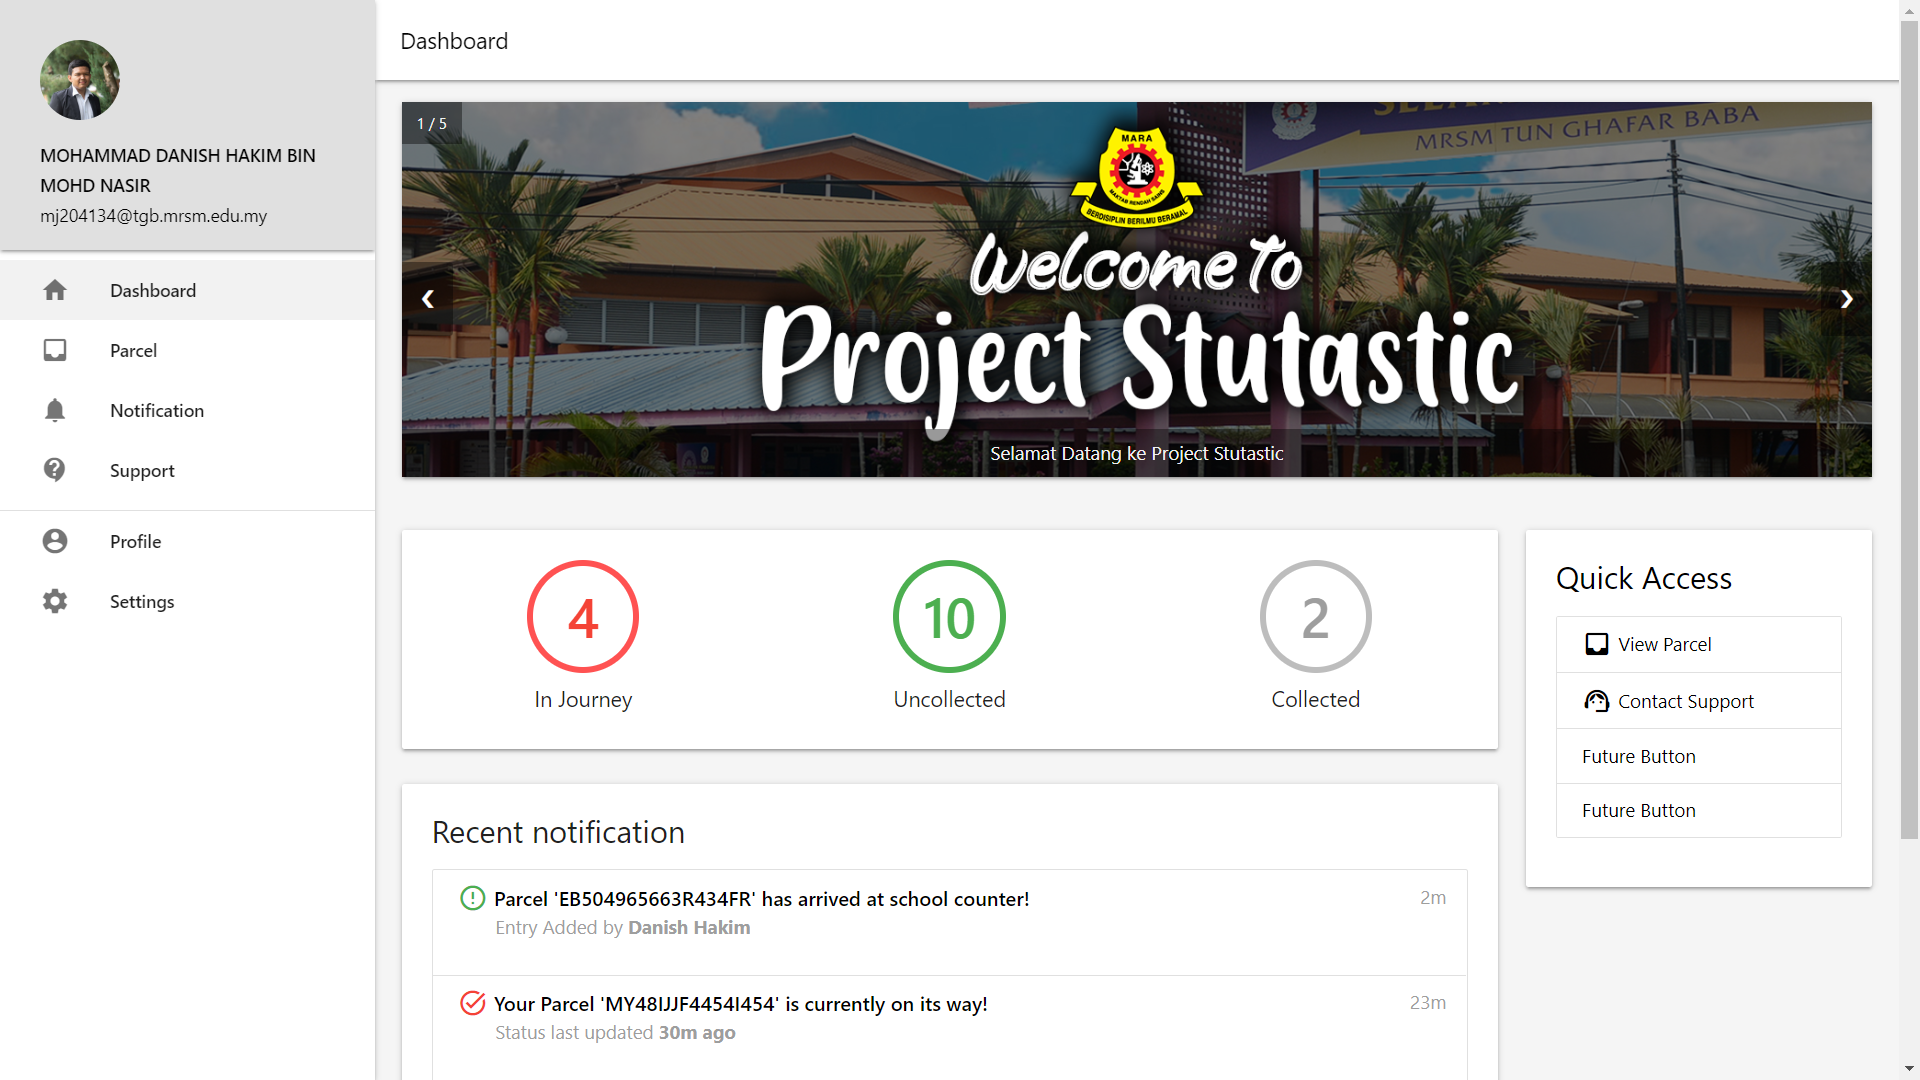 MOHAMMAD DANISH HAKIM BIN
MOHD NASIR
mj204134@tgb.mrsm.edu.my
Dashboard
Parcel
Notification
Support
Profile
Settings
Dashboard
1 / 5
MRSM TUN GHAFAR BABA
MARA
MAKTAB RENDAH SAINS
BERDISIPLIN BERILMU BERAMAL
Welcome To
Project Stutastic
❮
❯
Selamat Datang ke Project Stutastic
4
In Journey
10
Uncollected
2
Collected
Quick Access
View Parcel
Contact Support
Future Button
Future Button
Recent notification
Parcel 'EB504965663R434FR' has arrived at school counter!
2m
Entry Added by Danish Hakim
Your Parcel 'MY48IJJF4454I454' is currently on its way!
23m
Status last updated 30m ago